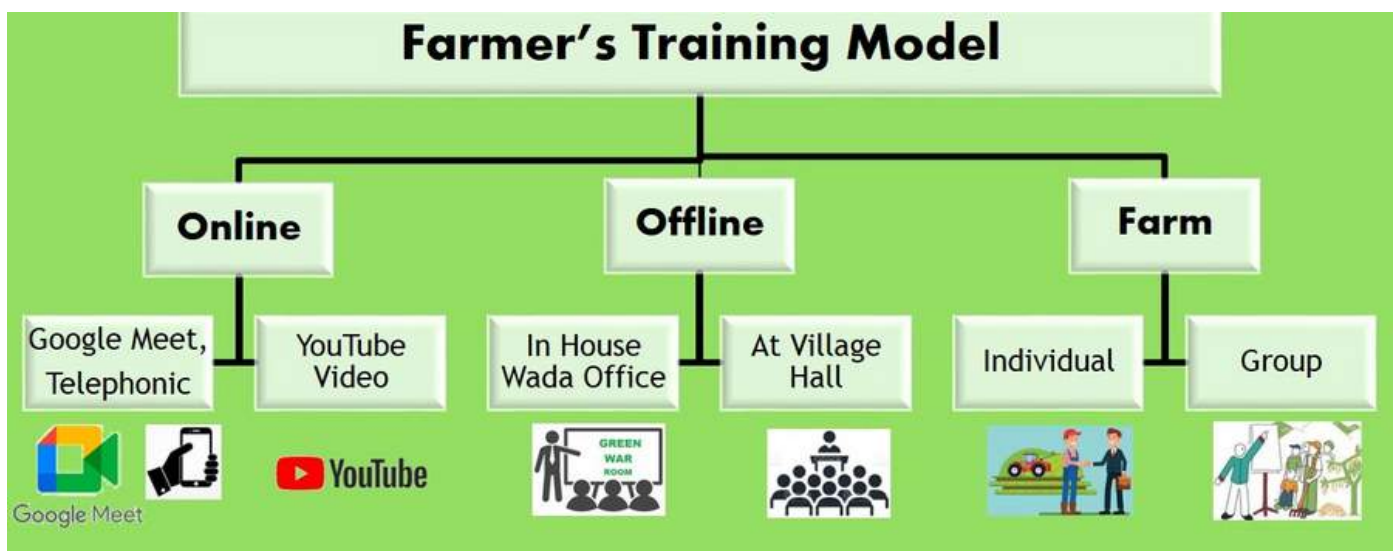 Farmer's Training Model
Online
Offline
Farm
Google Meet,
Telephonic
YouTube
Video
In House
Wada Office
At Village
Hall
Individual
Group
Google Meet
YouTube
GREEN
WAR
ROOM